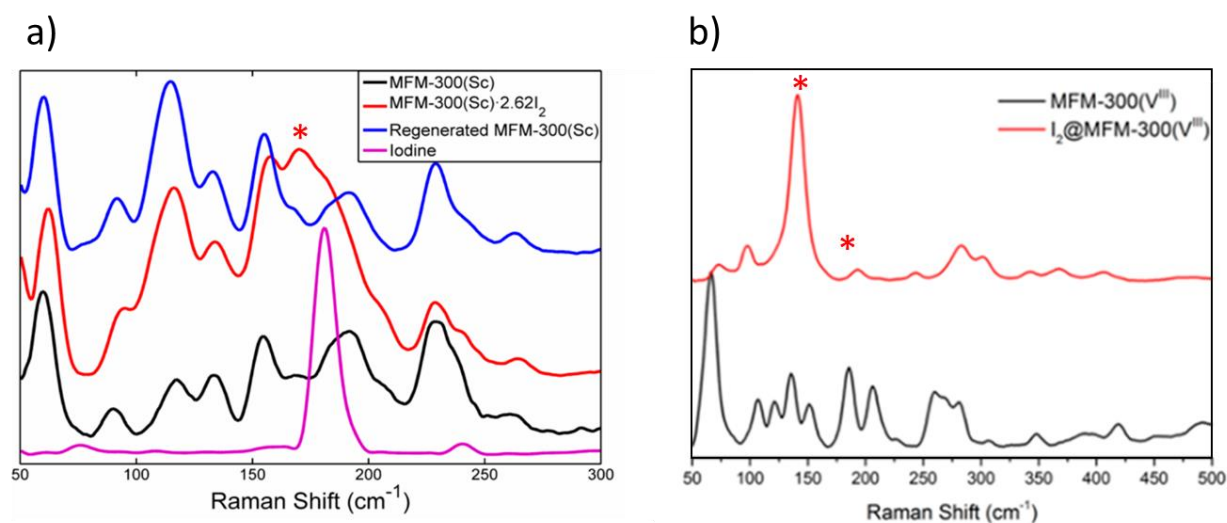 a)
b)
MFM-300(Sc)
MFM-300(Sc)·2.62I₂
Regenerated MFM-300(Sc)
Iodine
*
50 100 150 200 250 300
Raman Shift (cm⁻¹)
MFM-300(Vᴵᴵᴵ)
I₂@MFM-300(Vᴵᴵᴵ)
*
*
50 100 150 200 250 300 350 400 450 500
Raman Shift (cm⁻¹)